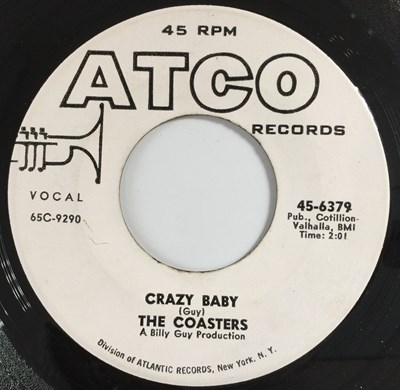 45 RPM
ATCO
RECORDS
VOCAL
65C-9290
45-6379
Pub., Cotillion-
Valhalla, BMI
Time: 2:01
CRAZY BABY
(Guy)
THE COASTERS
A Billy Guy Production
Division of ATLANTIC RECORDS, New York, N. Y.